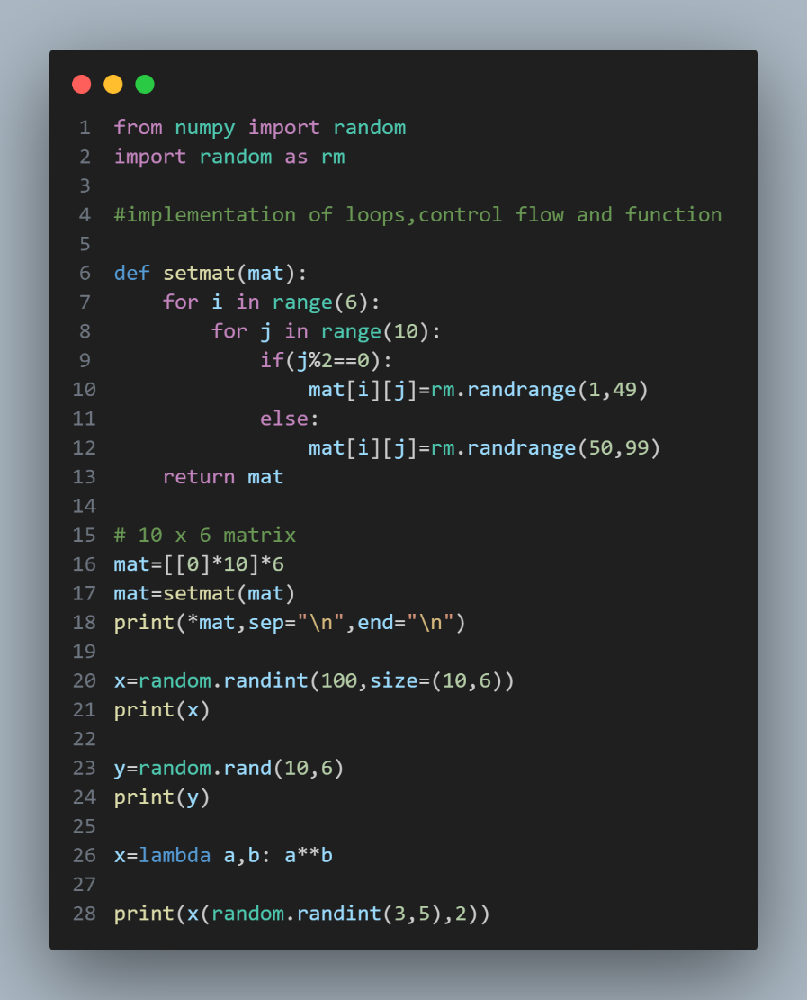 1 from numpy import random
2 import random as rm
3
4 #implementation of loops,control flow and function
5
6 def setmat(mat):
7     for i in range(6):
8         for j in range(10):
9             if(j%2==0):
10                 mat[i][j]=rm.randrange(1,49)
11             else:
12                 mat[i][j]=rm.randrange(50,99)
13     return mat
14
15 # 10 x 6 matrix
16 mat=[[0]*10]*6
17 mat=setmat(mat)
18 print(*mat,sep="\n",end="\n")
19
20 x=random.randint(100,size=(10,6))
21 print(x)
22
23 y=random.rand(10,6)
24 print(y)
25
26 x=lambda a,b: a**b
27
28 print(x(random.randint(3,5),2))